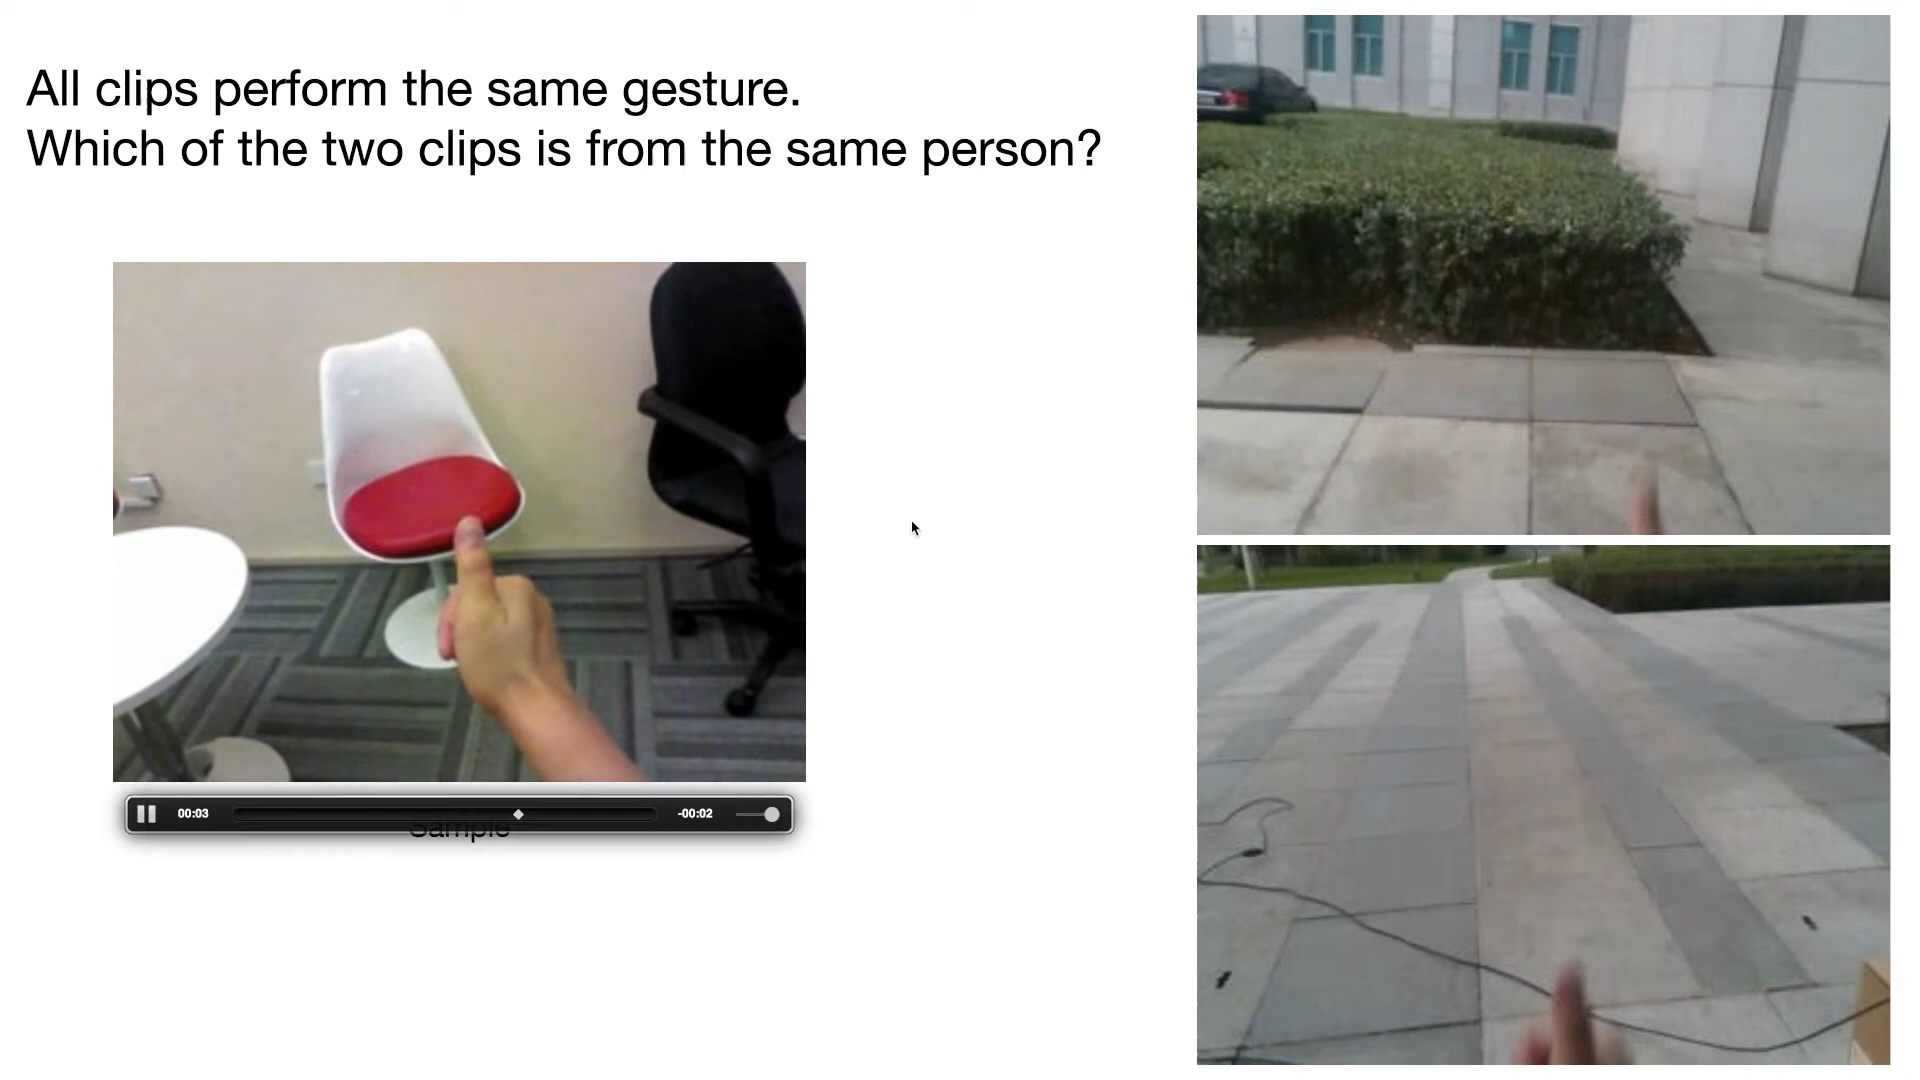 All clips perform the same gesture.
Which of the two clips is from the same person?
00:03
-00:02
Sample